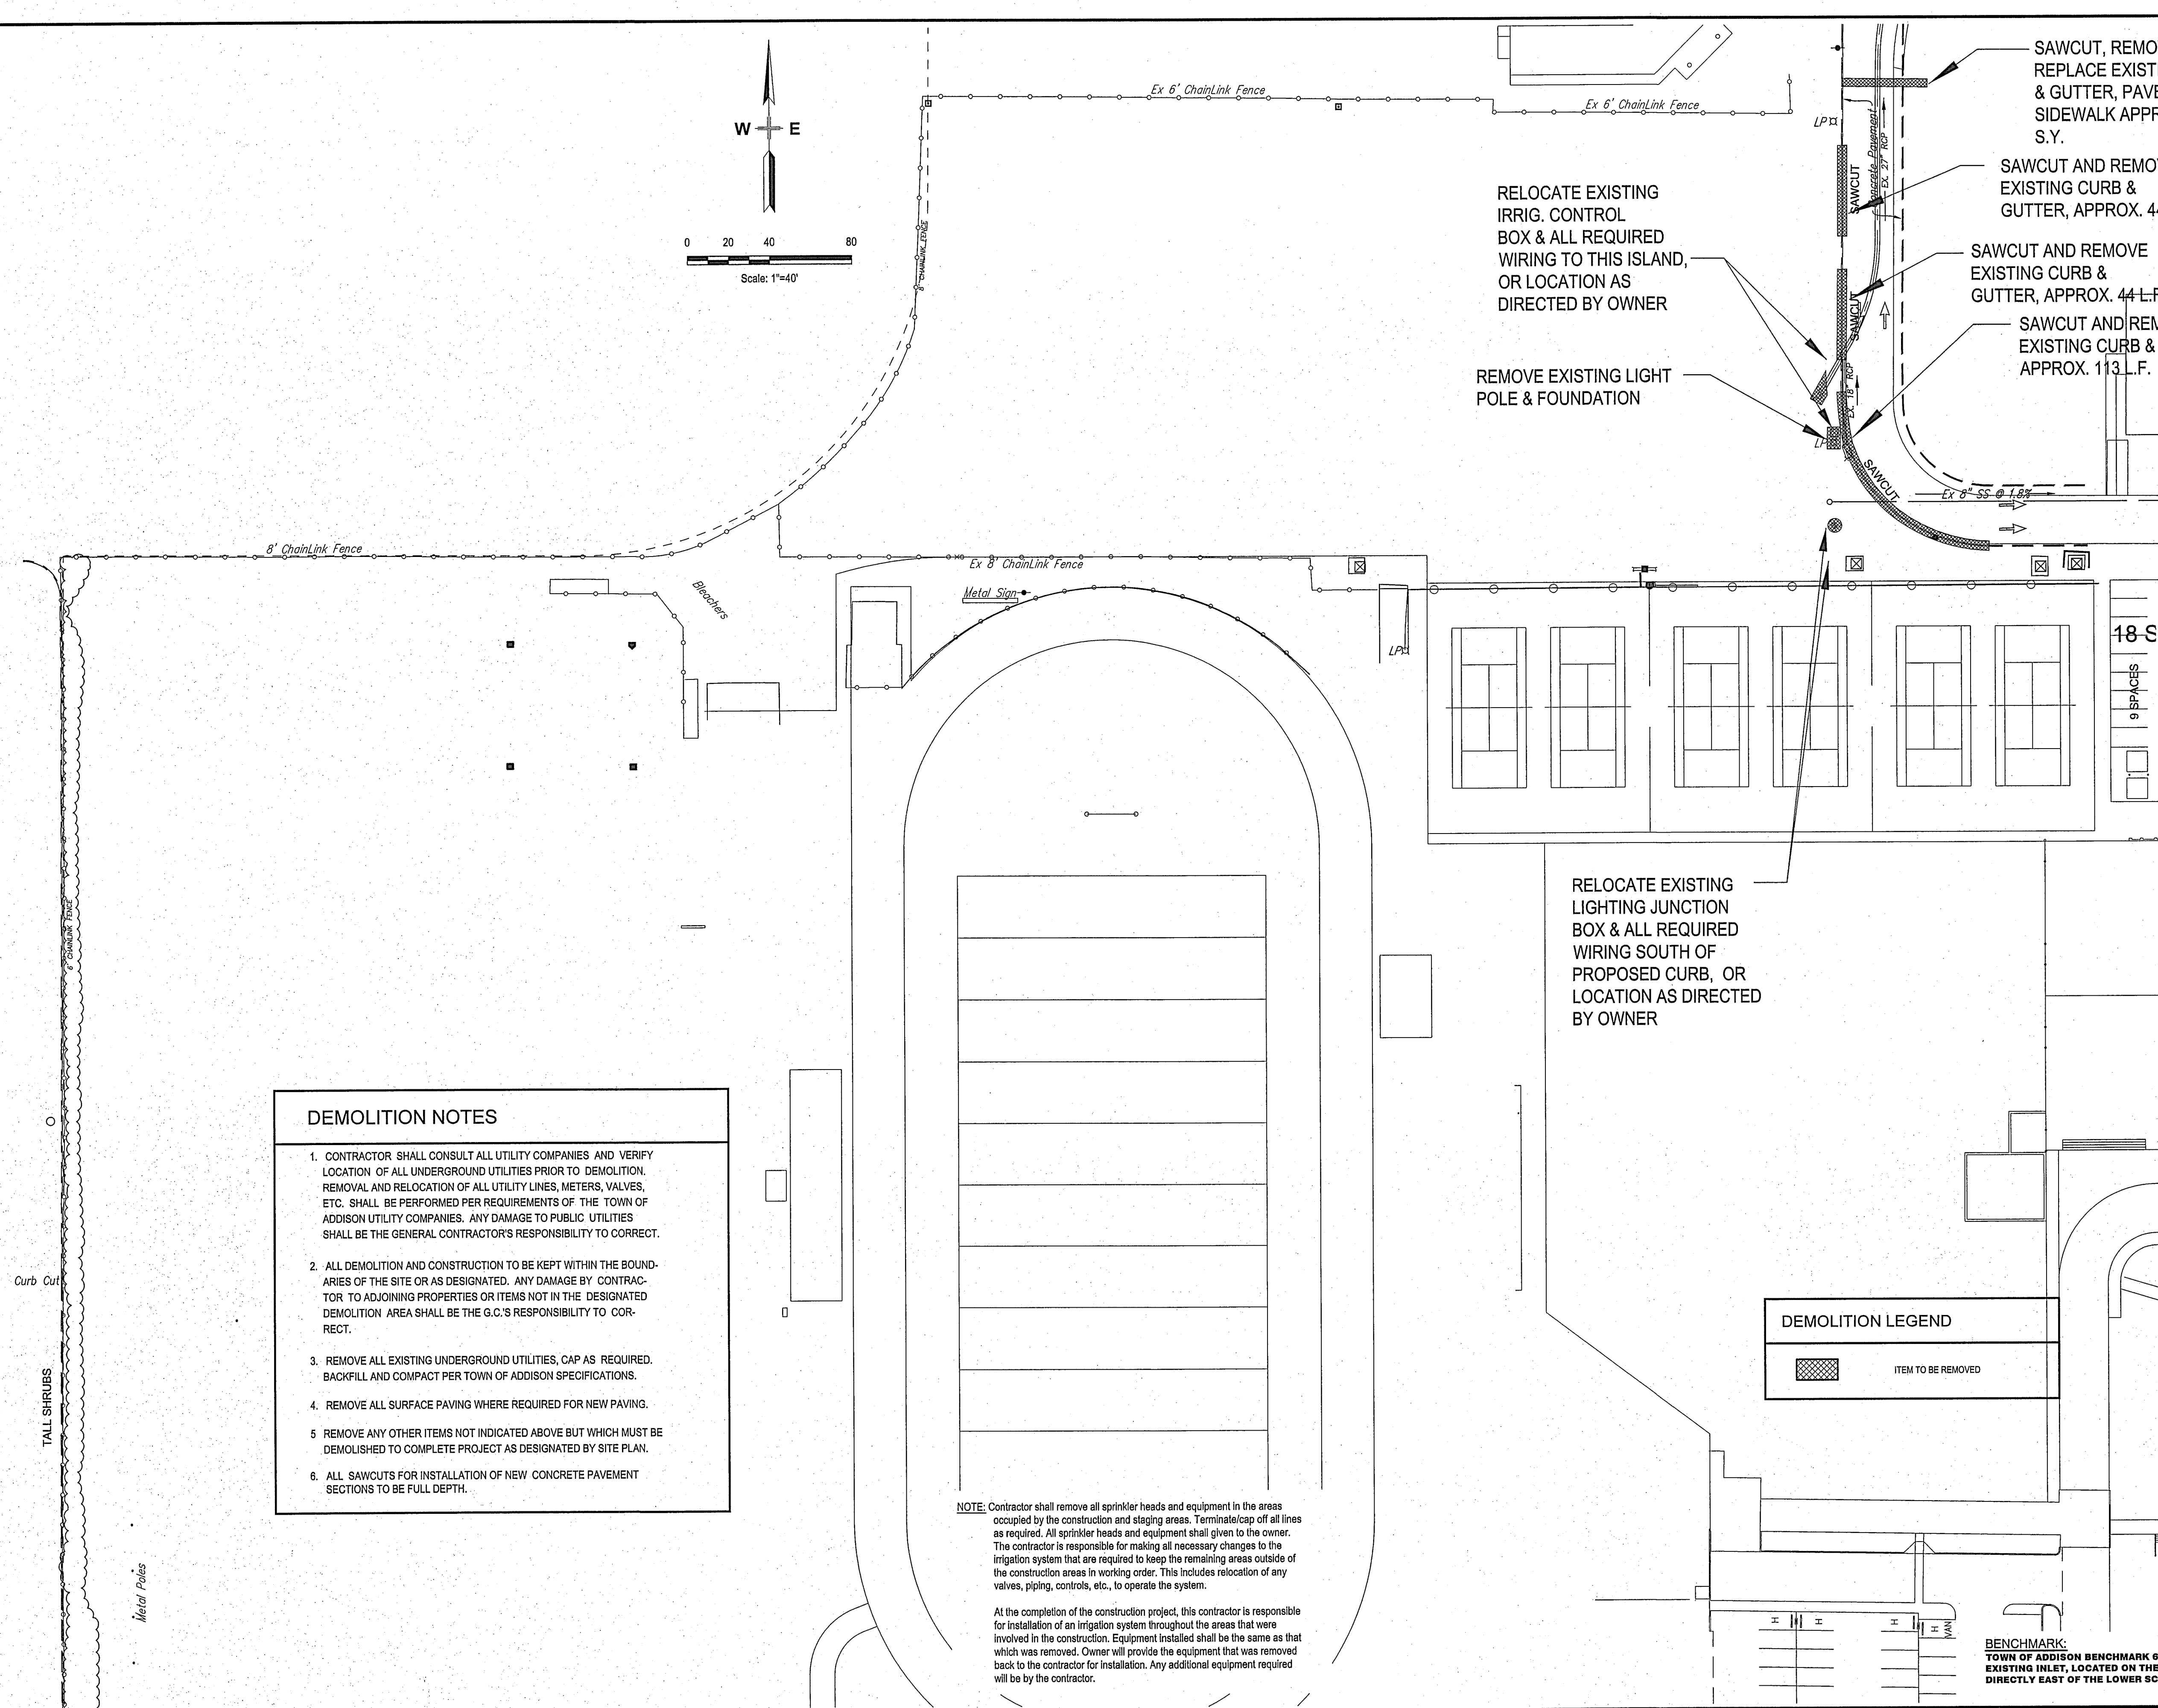 W E
0 20 40 80
Scale: 1"=40'
Ex 6' ChainLink Fence
Ex 6' ChainLink Fence
8' CHAINLINK FENCE
LP
Concrete Pavement
EX. 27" RCP
SAWCUT
SAWCUT
EX. 18" RCP
SAWCUT
SAWCUT, REMO
REPLACE EXIST
& GUTTER, PAVE
SIDEWALK APPR
S.Y.
SAWCUT AND REMO
EXISTING CURB &
GUTTER, APPROX. 44
SAWCUT AND REMOVE
EXISTING CURB &
GUTTER, APPROX. 44 L.F
SAWCUT AND REM
EXISTING CURB &
APPROX. 113 L.F.
RELOCATE EXISTING
IRRIG. CONTROL
BOX & ALL REQUIRED
WIRING TO THIS ISLAND,
OR LOCATION AS
DIRECTED BY OWNER
REMOVE EXISTING LIGHT
POLE & FOUNDATION
LP
Ex 8" SS @ 1.8%
8' ChainLink Fence
Ex 8' ChainLink Fence
Metal Sign
Bleachers
LP
18 S
9 SPACES
RELOCATE EXISTING
LIGHTING JUNCTION
BOX & ALL REQUIRED
WIRING SOUTH OF
PROPOSED CURB, OR
LOCATION AS DIRECTED
BY OWNER
6' CHAINLINK FENCE
Curb Cut
TALL SHRUBS
Metal Poles
DEMOLITION NOTES
1. CONTRACTOR SHALL CONSULT ALL UTILITY COMPANIES AND VERIFY
LOCATION OF ALL UNDERGROUND UTILITIES PRIOR TO DEMOLITION.
REMOVAL AND RELOCATION OF ALL UTILITY LINES, METERS, VALVES,
ETC. SHALL BE PERFORMED PER REQUIREMENTS OF THE TOWN OF
ADDISON UTILITY COMPANIES. ANY DAMAGE TO PUBLIC UTILITIES
SHALL BE THE GENERAL CONTRACTOR'S RESPONSIBILITY TO CORRECT.
2. ALL DEMOLITION AND CONSTRUCTION TO BE KEPT WITHIN THE BOUND-
ARIES OF THE SITE OR AS DESIGNATED. ANY DAMAGE BY CONTRAC-
TOR TO ADJOINING PROPERTIES OR ITEMS NOT IN THE DESIGNATED
DEMOLITION AREA SHALL BE THE G.C.'S RESPONSIBILITY TO COR-
RECT.
3. REMOVE ALL EXISTING UNDERGROUND UTILITIES, CAP AS REQUIRED.
BACKFILL AND COMPACT PER TOWN OF ADDISON SPECIFICATIONS.
4. REMOVE ALL SURFACE PAVING WHERE REQUIRED FOR NEW PAVING.
5 REMOVE ANY OTHER ITEMS NOT INDICATED ABOVE BUT WHICH MUST BE
DEMOLISHED TO COMPLETE PROJECT AS DESIGNATED BY SITE PLAN.
6. ALL SAWCUTS FOR INSTALLATION OF NEW CONCRETE PAVEMENT
SECTIONS TO BE FULL DEPTH.
DEMOLITION LEGEND
ITEM TO BE REMOVED
NOTE: Contractor shall remove all sprinkler heads and equipment in the areas
occupied by the construction and staging areas. Terminate/cap off all lines
as required. All sprinkler heads and equipment shall given to the owner.
The contractor is responsible for making all necessary changes to the
irrigation system that are required to keep the remaining areas outside of
the construction areas in working order. This includes relocation of any
valves, piping, controls, etc., to operate the system.
At the completion of the construction project, this contractor is responsible
for installation of an irrigation system throughout the areas that were
involved in the construction. Equipment installed shall be the same as that
which was removed. Owner will provide the equipment that was removed
back to the contractor for installation. Any additional equipment required
will be by the contractor.
H H H H VAN
BENCHMARK:
TOWN OF ADDISON BENCHMARK 6
EXISTING INLET, LOCATED ON THE
DIRECTLY EAST OF THE LOWER SC